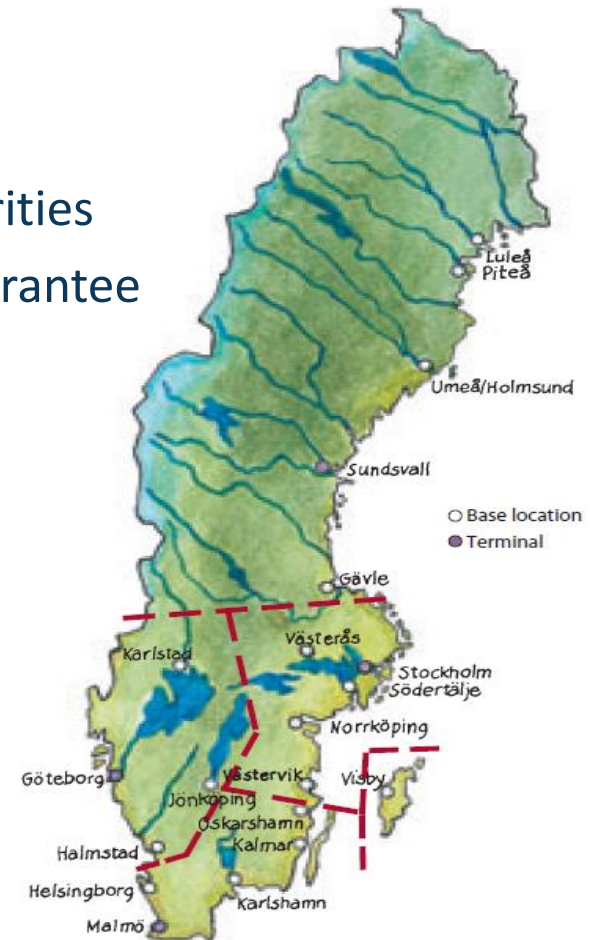 rities
rantee
Luleå
Piteå
Umeå/Holmsund
Sundsvall
Base location
Terminal
Gävle
Västerås
Karlstad
Stockholm
Södertälje
Norrköping
Göteborg
Västervik
Visby
Jönköping
Oskarshamn
Kalmar
Halmstad
Helsingborg
Karlshamn
Malmö